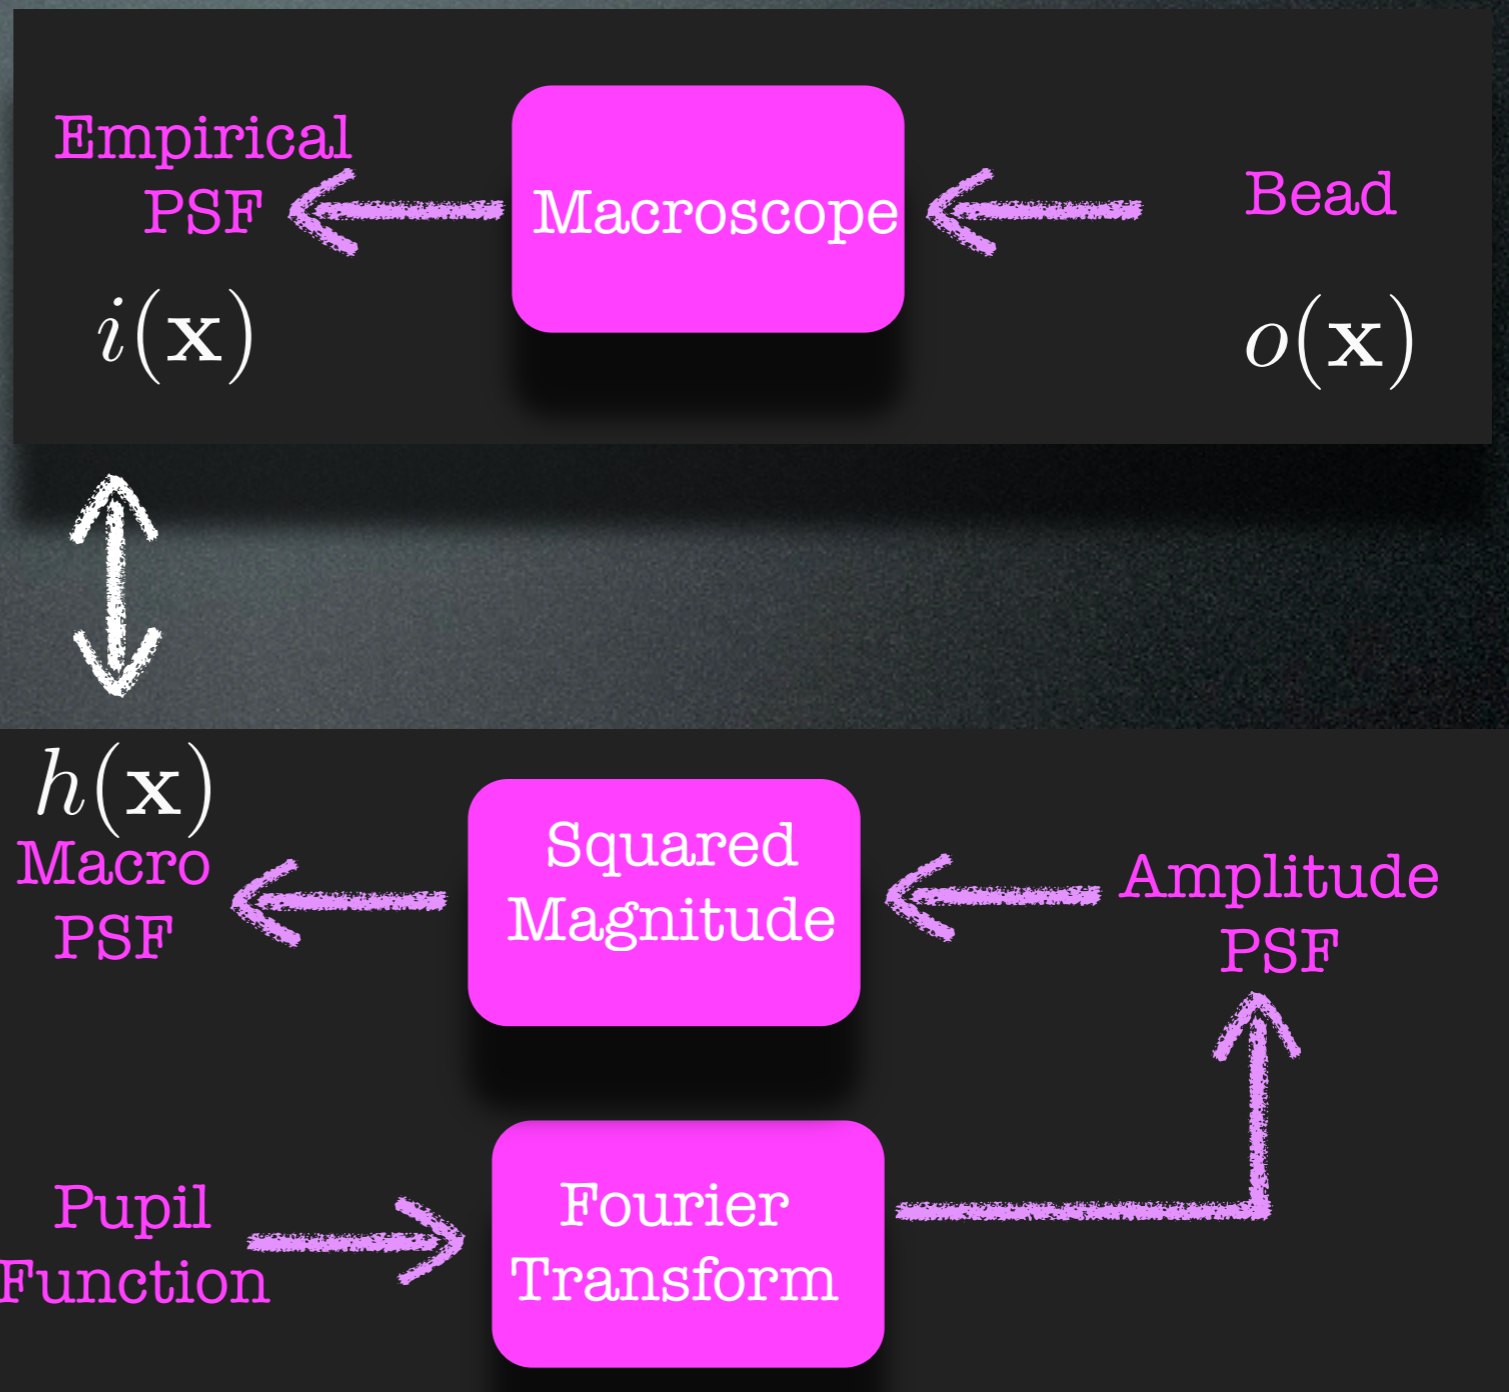 Empirical
PSF
Macroscope
Bead
i(x)
o(x)
h(x)
Macro
PSF
Squared
Magnitude
Amplitude
PSF
Pupil
Function
Fourier
Transform